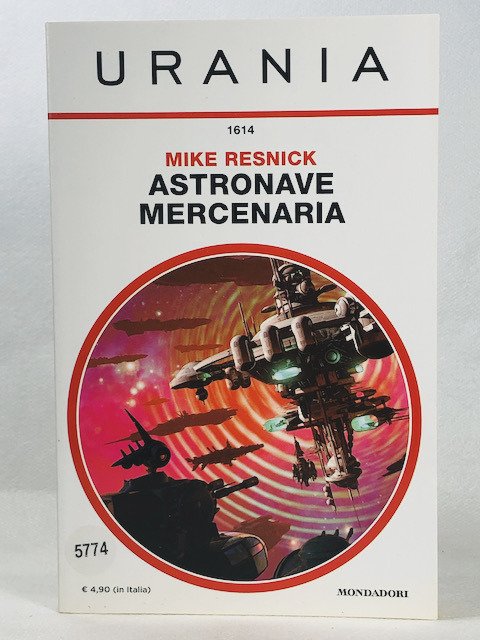 URANIA
1614
MIKE RESNICK
ASTRONAVE
MERCENARIA
5774
€ 4,90 (in Italia)
MONDADORI